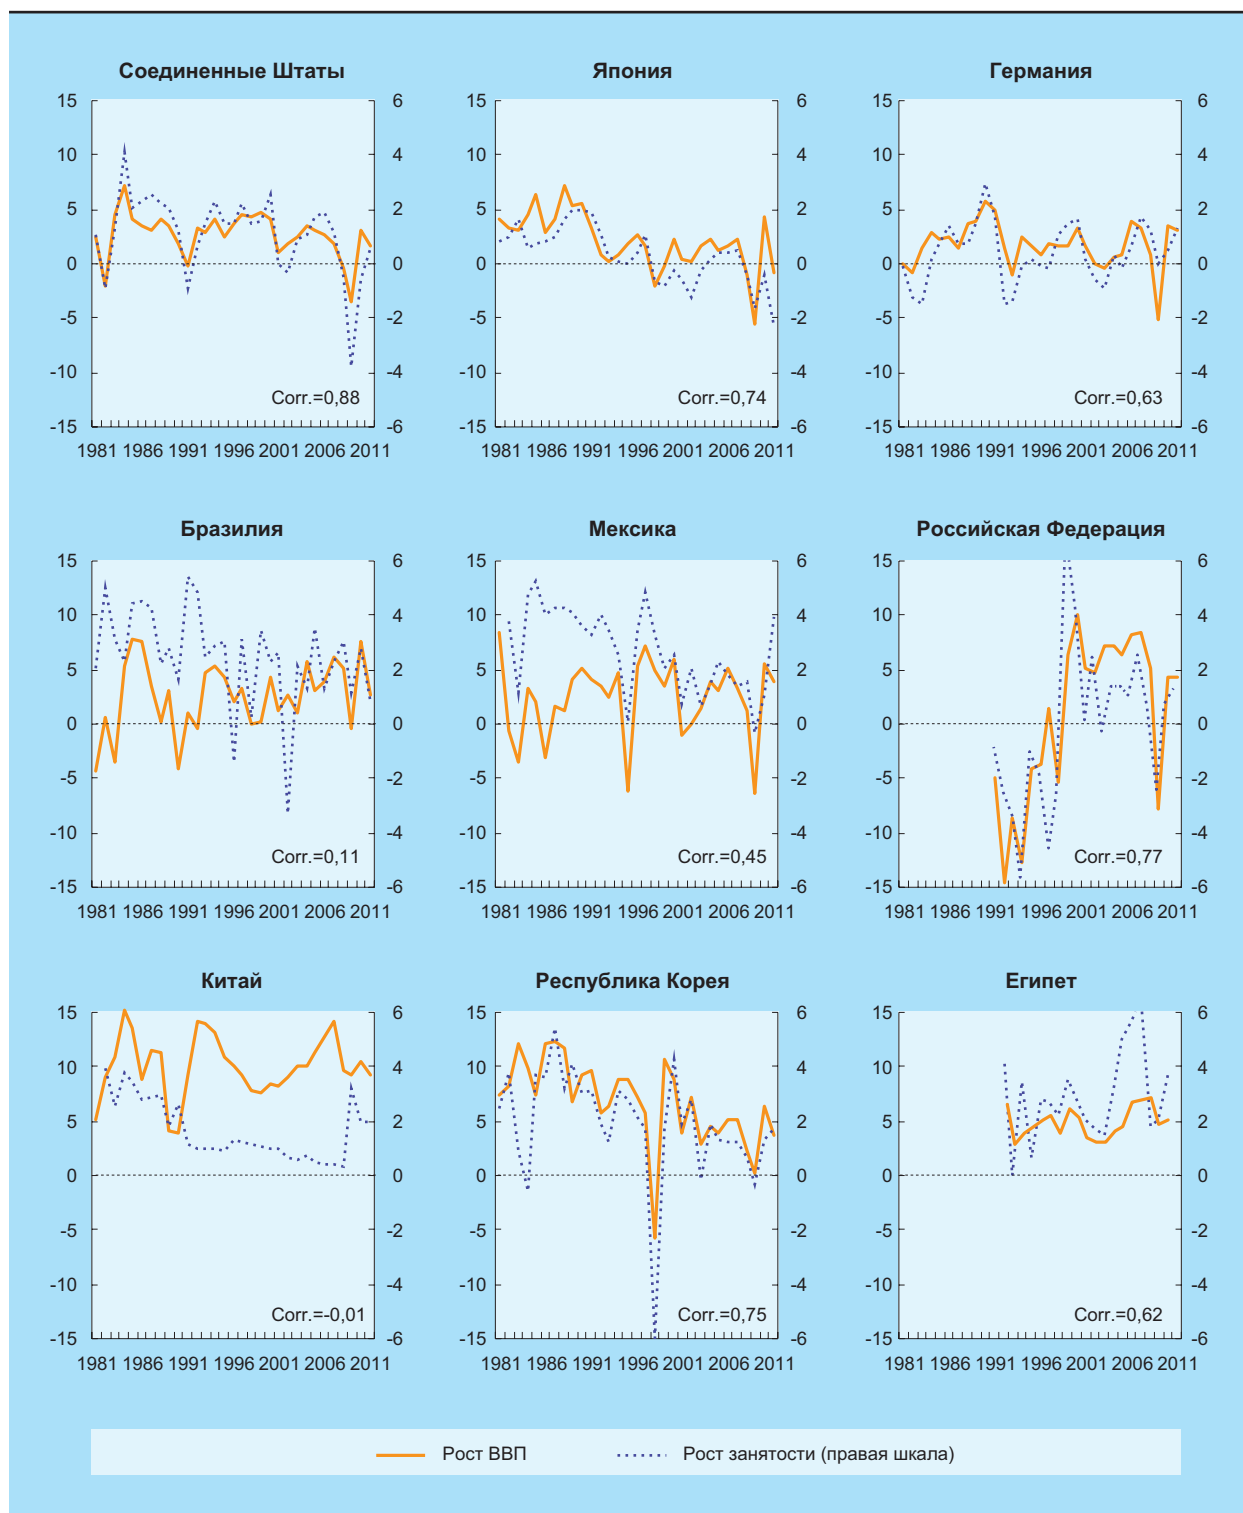 Соединенные Штаты Япония Германия
15 6 15 6 15 6
10 4 10 4 10 4
5 2 5 2 5 2
0 0 0 0 0 0
-5 -2 -5 -2 -5 -2
-10 -4 -10 -4 -10 -4
Corr.=0,88 Corr.=0,74 Corr.=0,63
-15 -6 -15 -6 -15 -6
1981 1986 1991 1996 2001 2006 2011 1981 1986 1991 1996 2001 2006 2011 1981 1986 1991 1996 2001 2006 2011
Бразилия Мексика Российская Федерация
15 6 15 6 15 6
10 4 10 4 10 4
5 2 5 2 5 2
0 0 0 0 0 0
-5 -2 -5 -2 -5 -2
-10 -4 -10 -4 -10 -4
Corr.=0,11 Corr.=0,45 Corr.=0,77
-15 -6 -15 -6 -15 -6
1981 1986 1991 1996 2001 2006 2011 1981 1986 1991 1996 2001 2006 2011 1981 1986 1991 1996 2001 2006 2011
Китай Республика Корея Египет
15 6 15 6 15 6
10 4 10 4 10 4
5 2 5 2 5 2
0 0 0 0 0 0
-5 -2 -5 -2 -5 -2
-10 -4 -10 -4 -10 -4
Corr.=-0,01 Corr.=0,75 Corr.=0,62
-15 -6 -15 -6 -15 -6
1981 1986 1991 1996 2001 2006 2011 1981 1986 1991 1996 2001 2006 2011 1981 1986 1991 1996 2001 2006 2011
Рост ВВП Рост занятости (правая шкала)